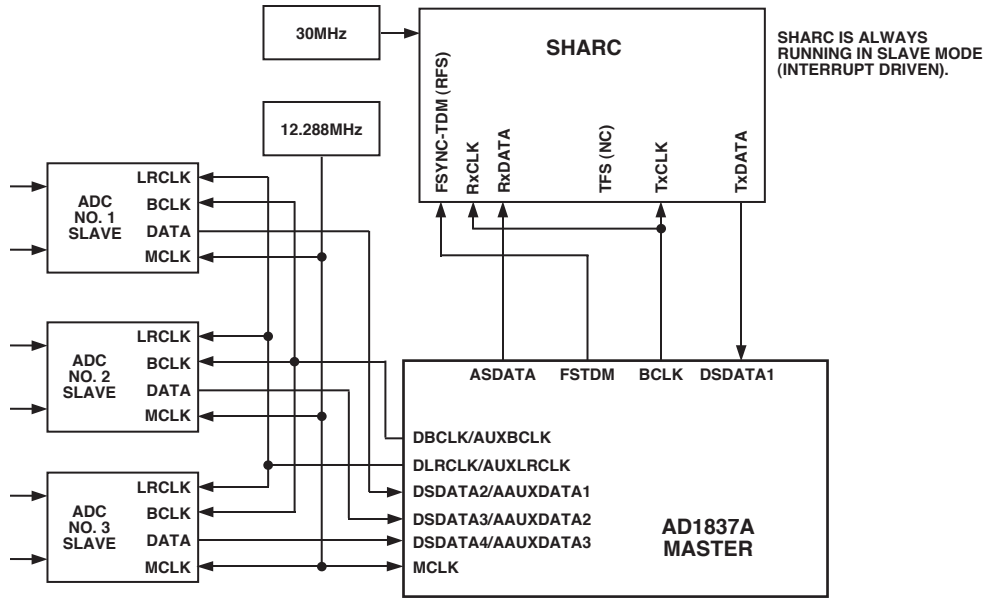 30MHz
SHARC
SHARC IS ALWAYS
RUNNING IN SLAVE MODE
(INTERRUPT DRIVEN).
FSYNC-TDM (RFS)
RxCLK
RxDATA
TFS (NC)
TxCLK
TxDATA
12.288MHz
ADC
NO. 1
SLAVE
LRCLK
BCLK
DATA
MCLK
ADC
NO. 2
SLAVE
LRCLK
BCLK
DATA
MCLK
ADC
NO. 3
SLAVE
LRCLK
BCLK
DATA
MCLK
ASDATA FSTDM BCLK DSDATA1
DBCLK/AUXBCLK
DLRCLK/AUXLRCLK
DSDATA2/AAUXDATA1
DSDATA3/AAUXDATA2
DSDATA4/AAUXDATA3
MCLK
AD1837A
MASTER